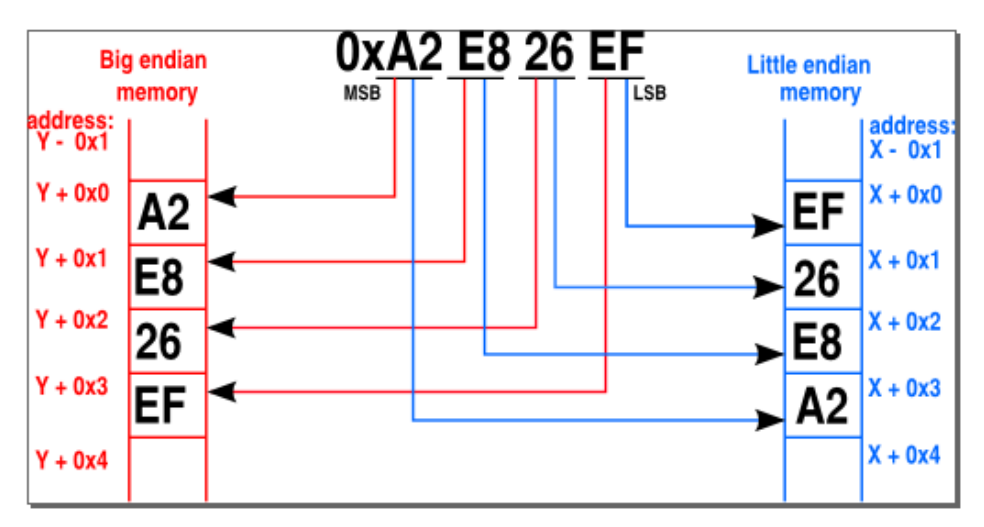 0xA2 E8 26 EF
MSB
LSB
Big endian
memory
address:
Y - 0x1
Y + 0x0
A2
Y + 0x1
E8
Y + 0x2
26
Y + 0x3
EF
Y + 0x4
Little endian
memory
address:
X - 0x1
EF
X + 0x0
26
X + 0x1
E8
X + 0x2
A2
X + 0x3
X + 0x4